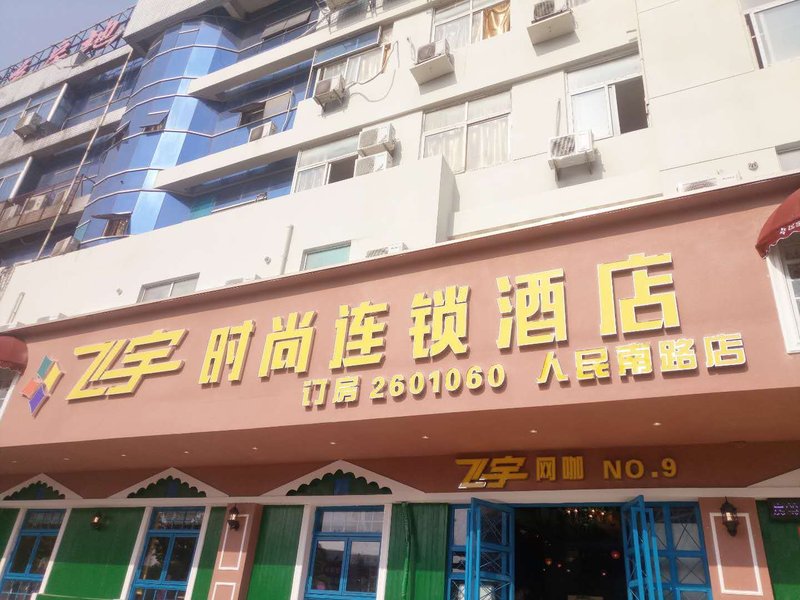 飞宇 时尚连锁酒店
订房 2601060 人民南路店
飞宇网咖 NO.9